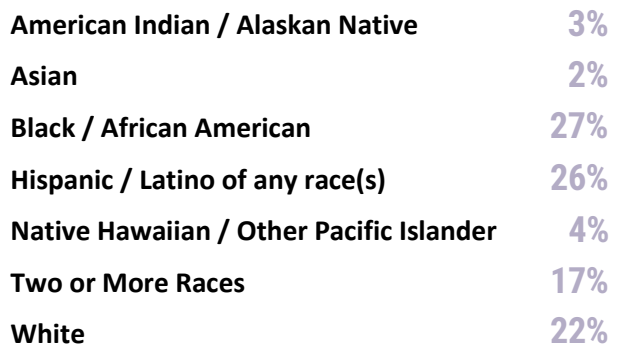 American Indian / Alaskan Native 3%
Asian 2%
Black / African American 27%
Hispanic / Latino of any race(s) 26%
Native Hawaiian / Other Pacific Islander 4%
Two or More Races 17%
White 22%